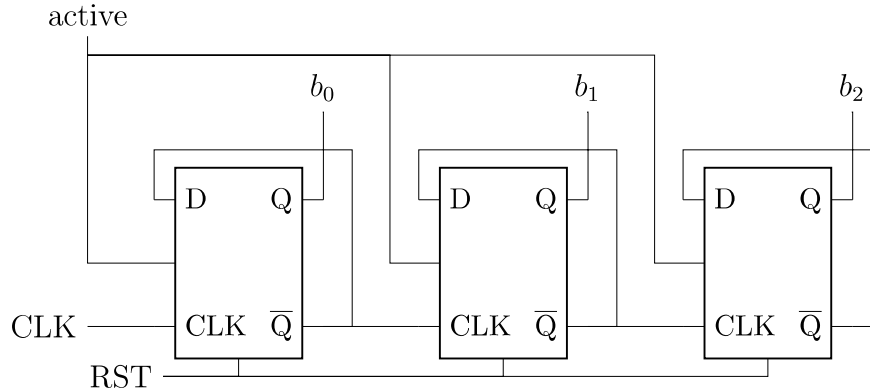 active
b₀ b₁ b₂
D Q D Q D Q
CLK CLK Q̅ CLK Q̅ CLK Q̅
RST